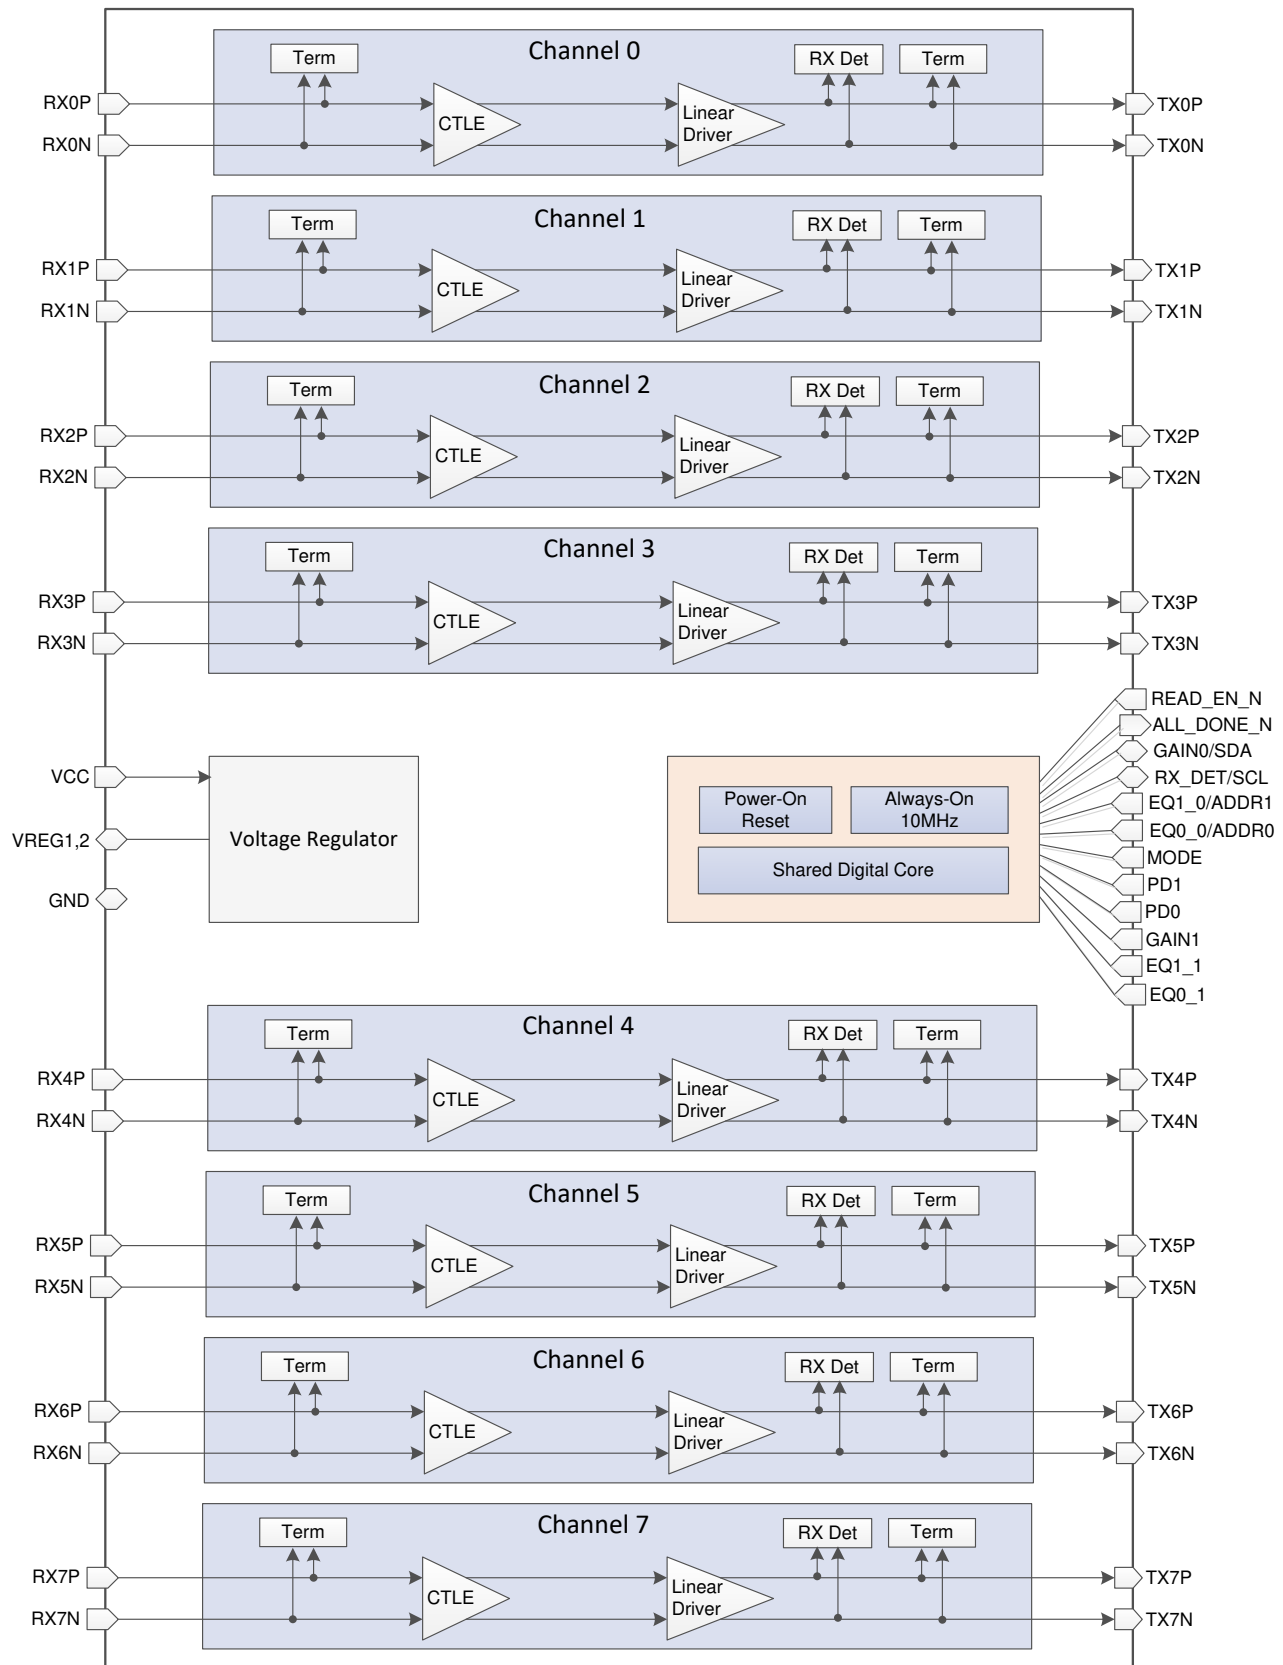 Channel 0
Term
RX Det
Term
RX0P
CTLE
Linear
Driver
TX0P
RX0N
TX0N
Channel 1
Term
RX Det
Term
RX1P
CTLE
Linear
Driver
TX1P
RX1N
TX1N
Channel 2
Term
RX Det
Term
RX2P
CTLE
Linear
Driver
TX2P
RX2N
TX2N
Channel 3
Term
RX Det
Term
RX3P
CTLE
Linear
Driver
TX3P
RX3N
TX3N
VCC
VREG1,2
GND
Voltage Regulator
Power-On
Reset
Always-On
10MHz
Shared Digital Core
READ_EN_N
ALL_DONE_N
GAIN0/SDA
RX_DET/SCL
EQ1_0/ADDR1
EQ0_0/ADDR0
MODE
PD1
PD0
GAIN1
EQ1_1
EQ0_1
Channel 4
Term
RX Det
Term
RX4P
CTLE
Linear
Driver
TX4P
RX4N
TX4N
Channel 5
Term
RX Det
Term
RX5P
CTLE
Linear
Driver
TX5P
RX5N
TX5N
Channel 6
Term
RX Det
Term
RX6P
CTLE
Linear
Driver
TX6P
RX6N
TX6N
Channel 7
Term
RX Det
Term
RX7P
CTLE
Linear
Driver
TX7P
RX7N
TX7N